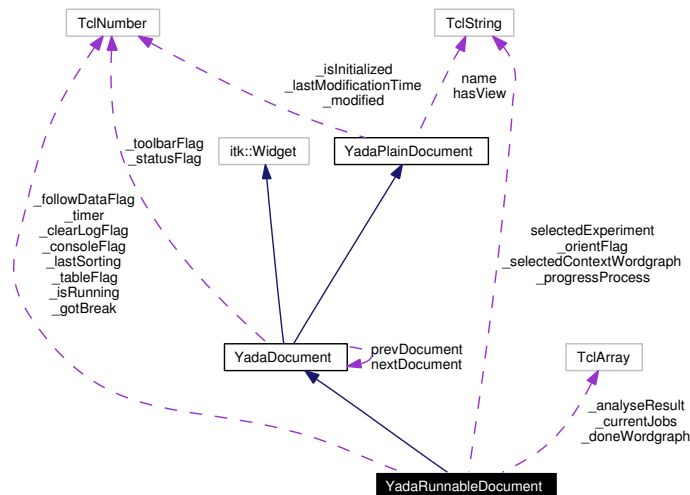 TclNumber
TclString
_isInitialized
_lastModificationTime
_modified
name
hasView
_toolbarFlag
_statusFlag
itk::Widget
YadaPlainDocument
_followDataFlag
_timer
_clearLogFlag
_consoleFlag
_lastSorting
_tableFlag
_isRunning
_gotBreak
selectedExperiment
_orientFlag
_selectedContextWordgraph
_progressProcess
YadaDocument
prevDocument
nextDocument
TclArray
_analyseResult
_currentJobs
_doneWordgraph
YadaRunnableDocument